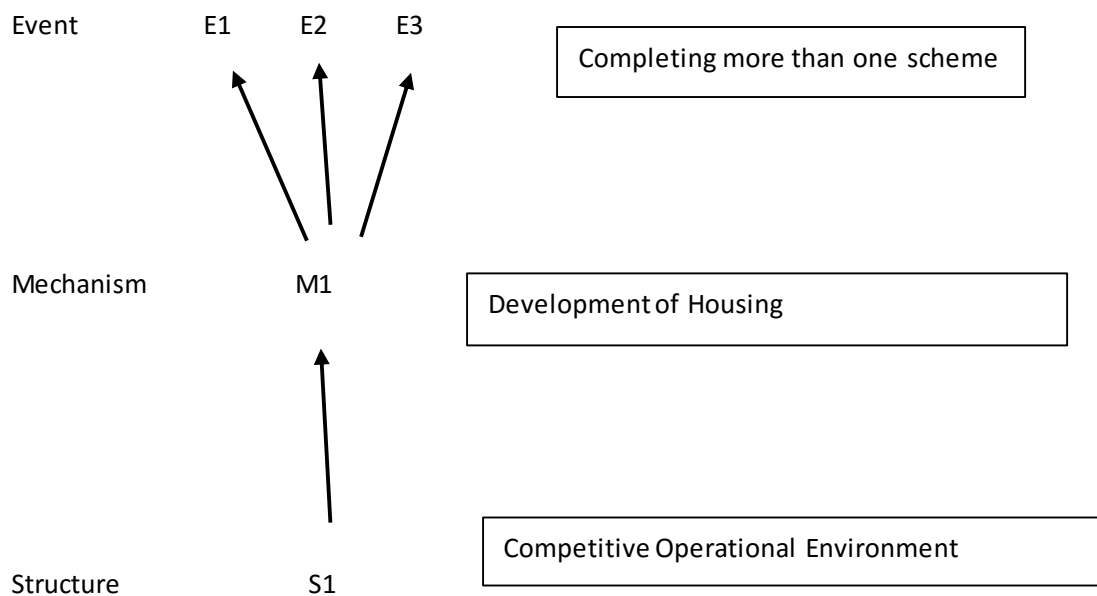 Event E1 E2 E3
Completing more than one scheme
Mechanism M1
Development of Housing
Competitive Operational Environment
Structure S1